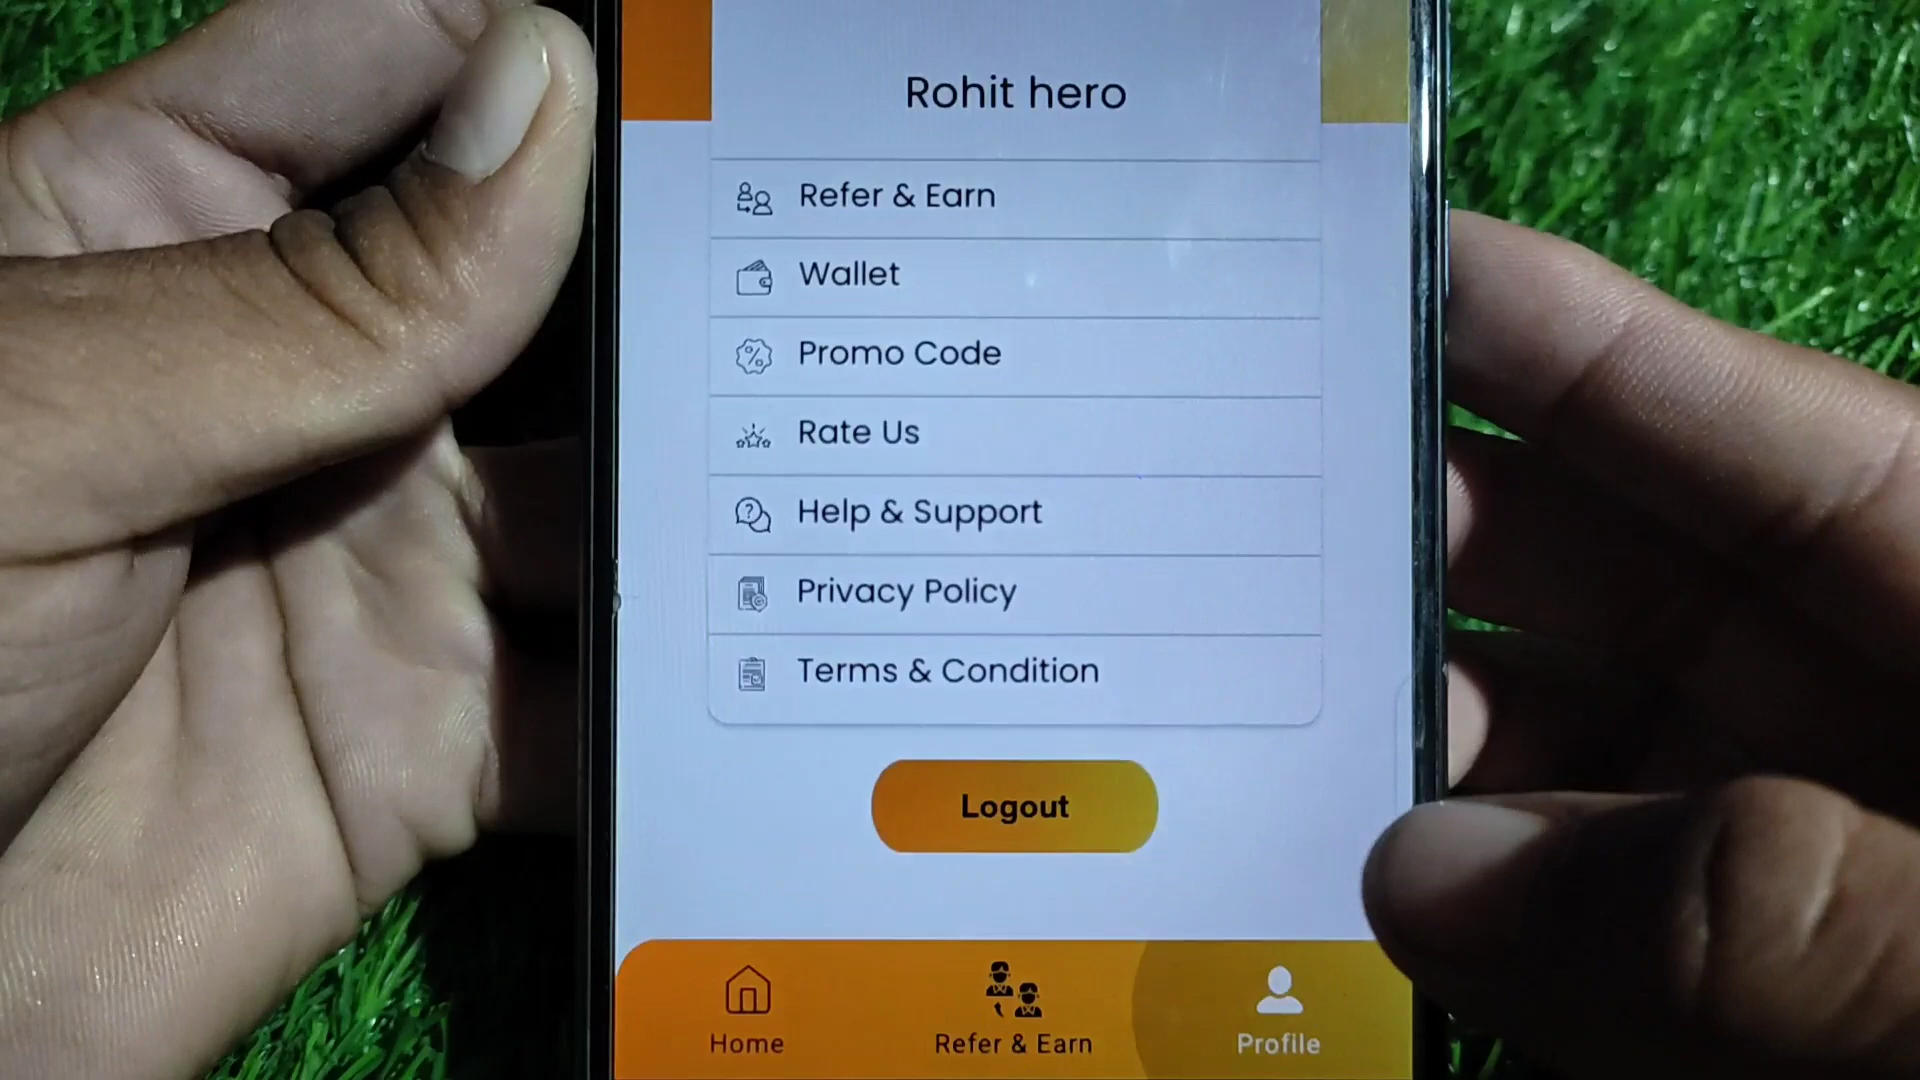 Rohit hero
Refer & Earn
Wallet
Promo Code
Rate Us
Help & Support
Privacy Policy
Terms & Condition
Logout
Home
Refer & Earn
Profile